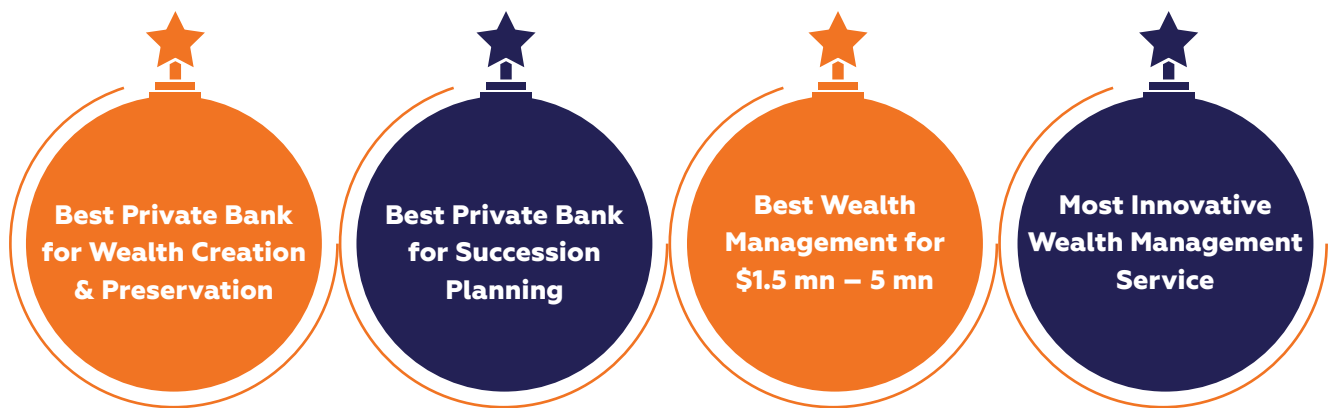 Best Private Bank
for Wealth Creation
& Preservation
Best Private Bank
for Succession
Planning
Best Wealth
Management for
$1.5 mn – 5 mn
Most Innovative
Wealth Management
Service